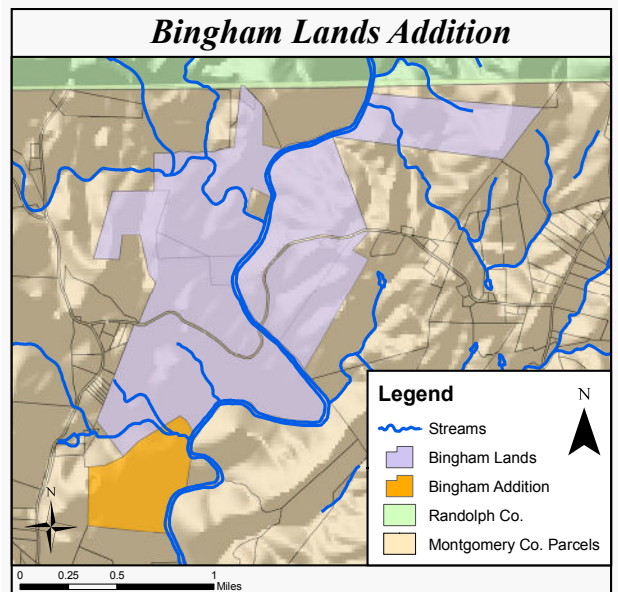 Bingham Lands Addition
Legend
N
Streams
Bingham Lands
Bingham Addition
Randolph Co.
Montgomery Co. Parcels
N
0 0.25 0.5 1
Miles